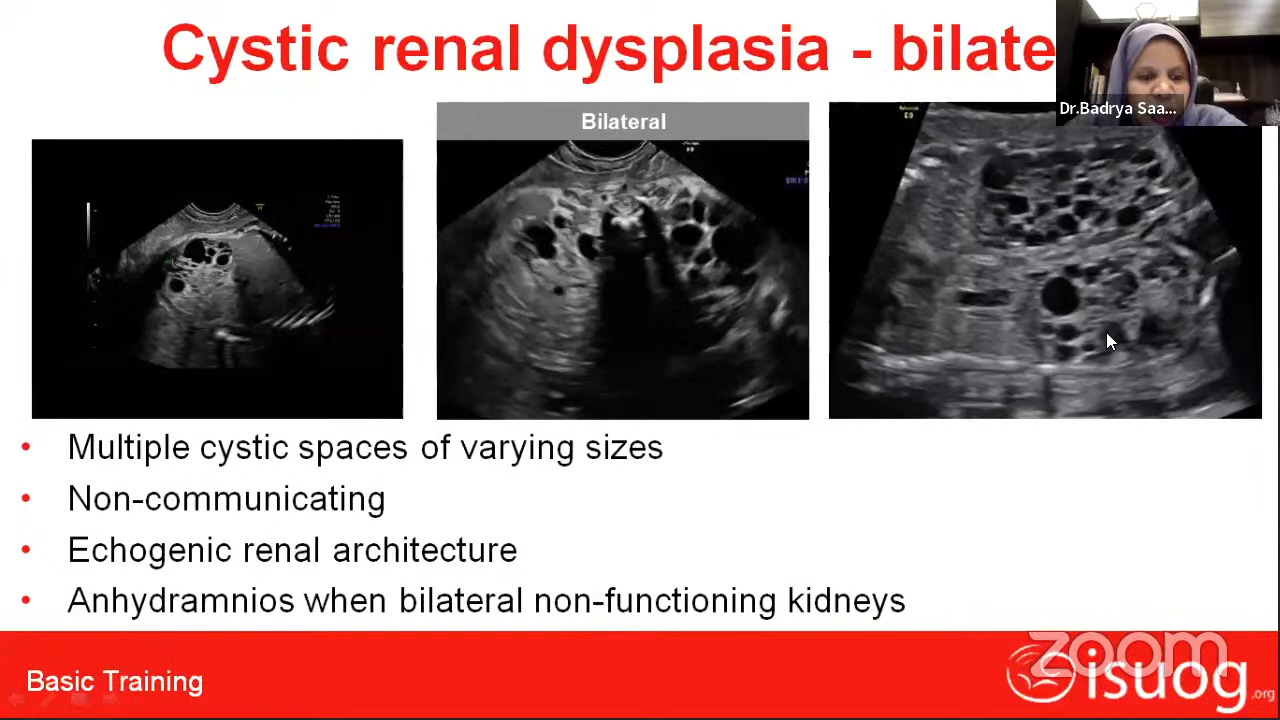 Cystic renal dysplasia - bilate
Dr.Badrya Saa...
Bilateral
• Multiple cystic spaces of varying sizes
• Non-communicating
• Echogenic renal architecture
• Anhydramnios when bilateral non-functioning kidneys
zoom
Basic Training
isuog.org